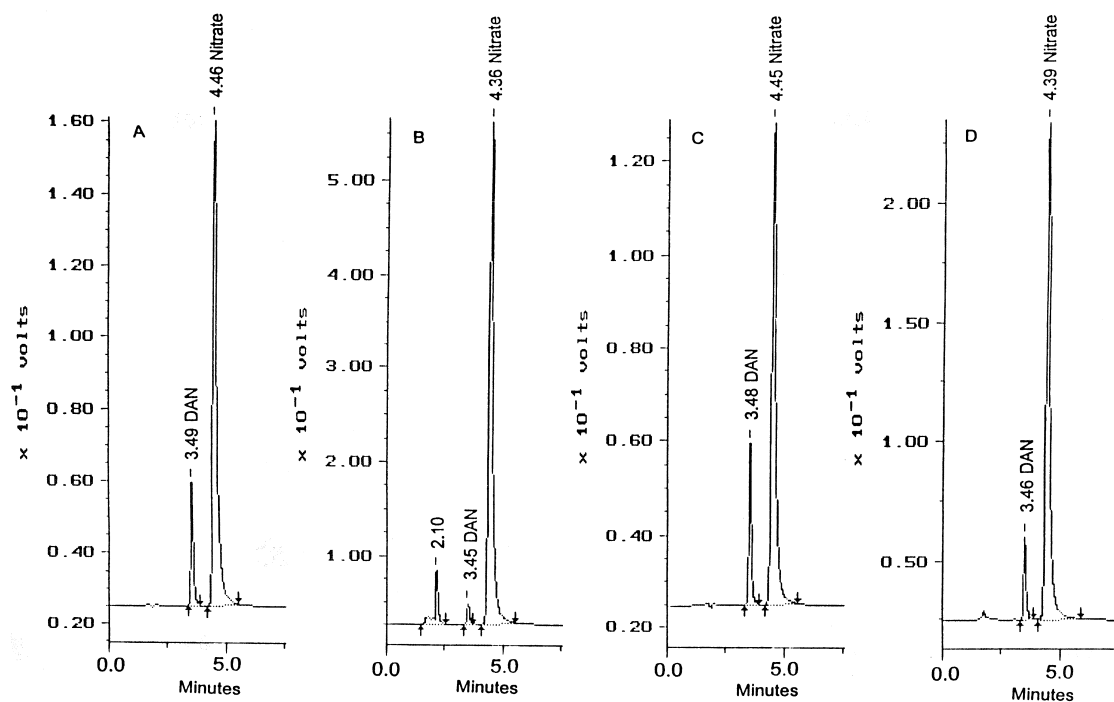 A
4.46 Nitrate
3.49 DAN
1.60
1.40
1.20
1.00
0.80
0.60
0.40
0.20
× 10⁻¹ volts
0.0
5.0
Minutes
B
4.36 Nitrate
2.10
3.45 DAN
5.00
4.00
3.00
2.00
1.00
× 10⁻¹ volts
0.0
5.0
Minutes
C
4.45 Nitrate
3.48 DAN
1.20
1.00
0.80
0.60
0.40
0.20
× 10⁻¹ volts
0.0
5.0
Minutes
D
4.39 Nitrate
3.46 DAN
2.00
1.50
1.00
0.50
× 10⁻¹ volts
0.0
5.0
Minutes